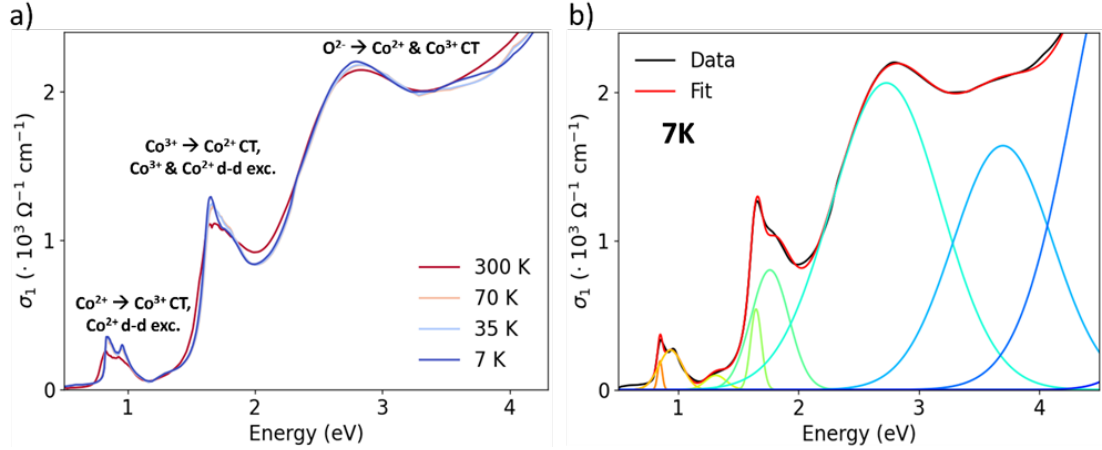 a)
O²⁻ → Co²⁺ & Co³⁺ CT
Co³⁺ → Co²⁺ CT,
Co³⁺ & Co²⁺ d-d exc.
Co²⁺ → Co³⁺ CT,
Co²⁺ d-d exc.
300 K
70 K
35 K
7 K
2
1
0
σ₁ (· 10³ Ω⁻¹ cm⁻¹)
1 2 3 4
Energy (eV)
b)
Data
Fit
7K
2
1
0
σ₁ (· 10³ Ω⁻¹ cm⁻¹)
1 2 3 4
Energy (eV)